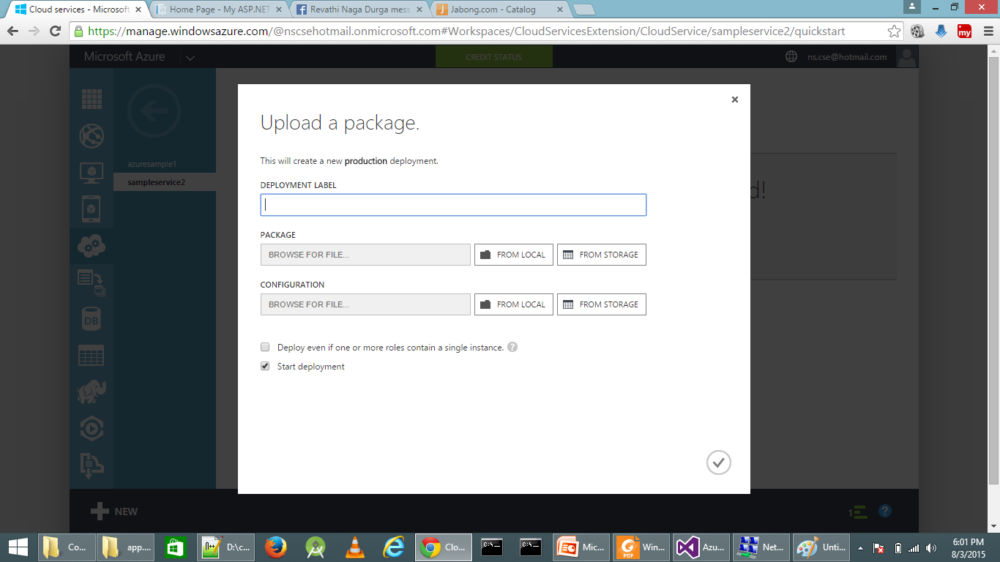 Cloud services - Microsoft
Home Page - My ASP.NET
Revathi Naga Durga mess
Jabong.com - Catalog
https://manage.windowsazure.com/@nscsehotmail.onmicrosoft.com#Workspaces/CloudServicesExtension/CloudService/sampleservice2/quickstart
my
Microsoft Azure
CREDIT STATUS
ns.cse@hotmail.com
azuresample1
sampleservice2
DB
d!
Upload a package.
This will create a new production deployment.
DEPLOYMENT LABEL
PACKAGE
BROWSE FOR FILE...
FROM LOCAL
FROM STORAGE
CONFIGURATION
BROWSE FOR FILE...
FROM LOCAL
FROM STORAGE
Deploy even if one or more roles contain a single instance. ?
Start deployment
NEW
1
?
Co...
app....
D:\c...
Clo...
Mic...
PDF
Win...
Azu...
Net...
Unti...
6:01 PM
8/3/2015